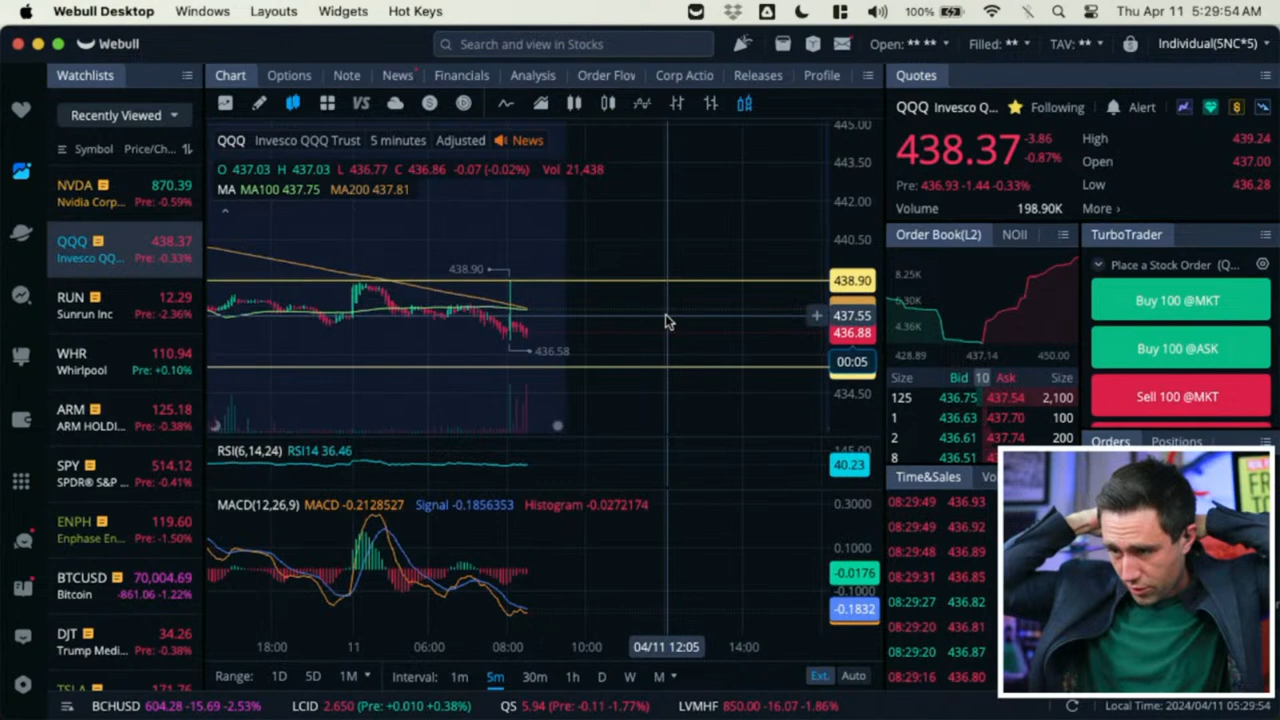 Webull Desktop Windows Layouts Widgets Hot Keys 100% Thu Apr 11 5:29:54 AM
Webull Search and view in Stocks Open: ** ** Filled: ** TAV: ** Individual(5NC*5)
Watchlists
Recently Viewed
Symbol Price/Ch...
NVDA 870.39
Nvidia Corp... Pre: -0.59%
QQQ 438.37
Invesco QQ... Pre: -0.33%
RUN 12.29
Sunrun Inc Pre: -2.36%
WHR 110.94
Whirlpool Pre: +0.10%
ARM 125.18
ARM HOLDI... Pre: -0.38%
SPY 514.12
SPDR® S&P ... Pre: -0.41%
ENPH 119.60
Enphase En... Pre: -1.50%
BTCUSD 70,004.69
Bitcoin -861.06 -1.22%
DJT 34.26
Trump Medi... Pre: -0.38%
TSLA 171.76
Chart Options Note News Financials Analysis Order Flow Corp Actio Releases Profile
VS
QQQ Invesco QQQ Trust 5 minutes Adjusted News
O 437.03 H 437.03 L 436.77 C 436.86 -0.07 (-0.02%) Vol 21,438
MA MA100 437.75 MA200 437.81
445.00
443.50
442.00
440.50
438.90
438.90
437.55
436.88
436.58
00:05
434.50
RSI(6,14,24) RSI14 36.46
145.00
40.23
MACD(12,26,9) MACD -0.2128527 Signal -0.1856353 Histogram -0.0272174
0.3000
0.1000
-0.0176
-0.1000
-0.1832
18:00 11 06:00 08:00 10:00 04/11 12:05 14:00
Range: 1D 5D 1M Interval: 1m 5m 30m 1h D W M Ext. Auto
Quotes
QQQ Invesco Q... Following Alert
438.37 -3.86
-0.87%
Pre: 436.93 -1.44 -0.33%
Volume 198.90K
High 439.24
Open 437.00
Low 436.28
More ›
Order Book(L2) NOII
8.25K
6.30K
4.36K
428.89 437.14 450.00
Size Bid 10 Ask Size
125 436.75 437.54 2,100
1 436.63 437.70 100
2 436.61 437.74 200
8 436.51
TurboTrader
Place a Stock Order (Q...
Buy 100 @MKT
Buy 100 @ASK
Sell 100 @MKT
Orders Positions
Time&Sales
08:29:49 436.93
08:29:49 436.92
08:29:48 436.89
08:29:31 436.85
08:29:27 436.82
08:29:20 436.81
08:29:20 436.87
08:29:16 436.80
BCHUSD 604.28 -15.69 -2.53% LCID 2.650 (Pre: +0.010 +0.38%) QS 5.94 (Pre: -0.11 -1.77%) LVMHF 850.00 -16.07 -1.86% Local Time: 2024/04/11 05:29:54